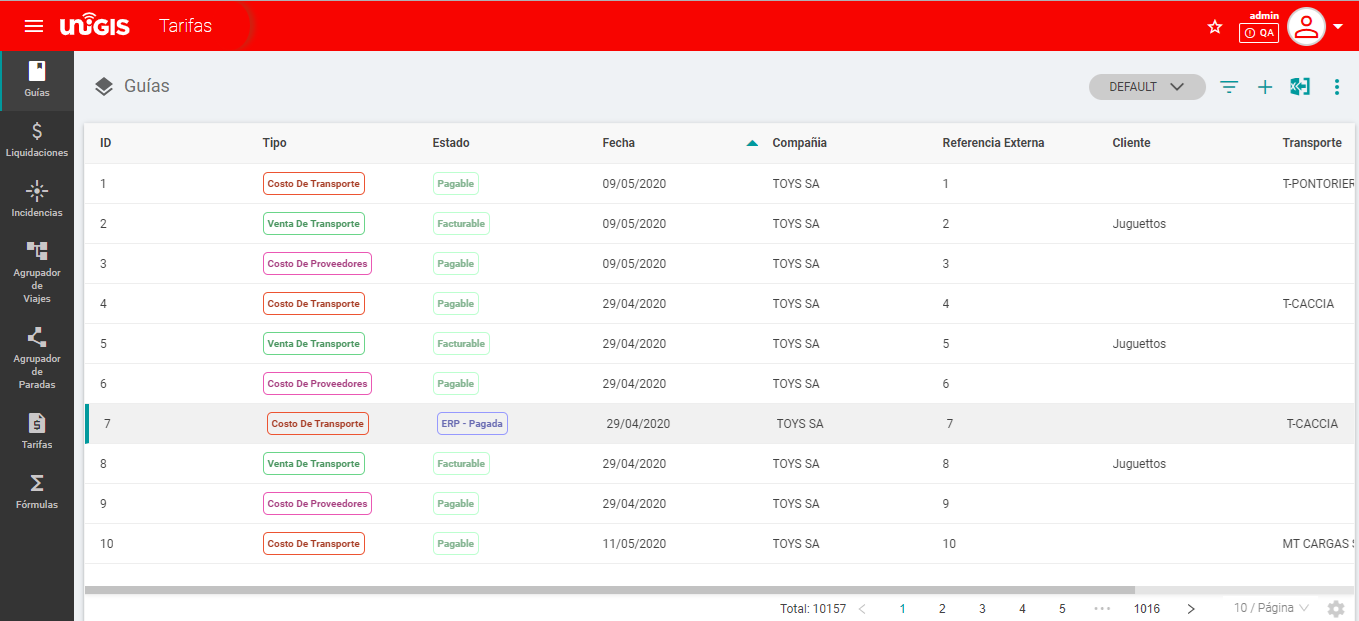 UNIGIS Tarifas admin
QA
Guías
Liquidaciones
Incidencias
Agrupador
de
Viajes
Agrupador
de
Paradas
Tarifas
Fórmulas
Guías DEFAULT
ID Tipo Estado Fecha Compañia Referencia Externa Cliente Transporte
1 Costo De Transporte Pagable 09/05/2020 TOYS SA 1 T-PONTORIER
2 Venta De Transporte Facturable 09/05/2020 TOYS SA 2 Juguettos
3 Costo De Proveedores Pagable 09/05/2020 TOYS SA 3
4 Costo De Transporte Pagable 29/04/2020 TOYS SA 4 T-CACCIA
5 Venta De Transporte Facturable 29/04/2020 TOYS SA 5 Juguettos
6 Costo De Proveedores Pagable 29/04/2020 TOYS SA 6
7 Costo De Transporte ERP - Pagada 29/04/2020 TOYS SA 7 T-CACCIA
8 Venta De Transporte Facturable 29/04/2020 TOYS SA 8 Juguettos
9 Costo De Proveedores Pagable 29/04/2020 TOYS SA 9
10 Costo De Transporte Pagable 11/05/2020 TOYS SA 10 MT CARGAS
Total: 10157 1 2 3 4 5 ••• 1016 10 / Página